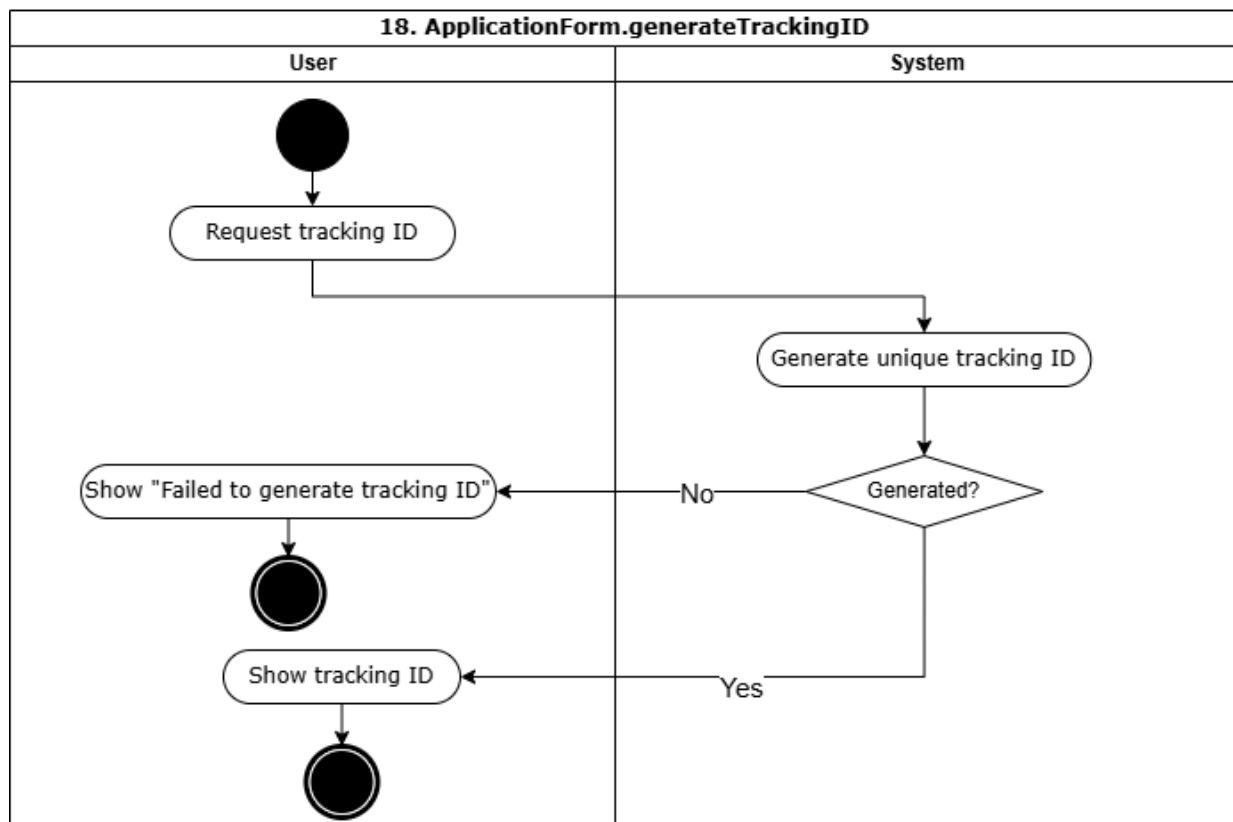 18. ApplicationForm.generateTrackingID
User
System
Request tracking ID
Generate unique tracking ID
Generated?
No
Show "Failed to generate tracking ID"
Yes
Show tracking ID